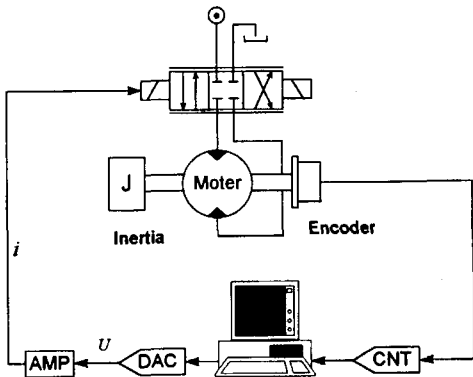 J
Moter
Inertia
Encoder
i
U
AMP
DAC
CNT